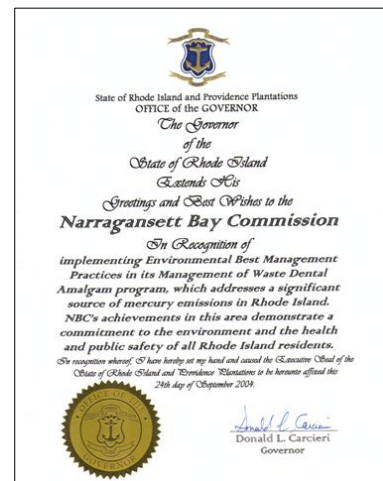 State of Rhode Island and Providence Plantations
OFFICE of the GOVERNOR
The Governor
of the
State of Rhode Island
Extends His
Greetings and Best Wishes to the
Narragansett Bay Commission
In Recognition of
implementing Environmental Best Management
Practices in its Management of Waste Dental
Amalgam program, which addresses a significant
source of mercury emissions in Rhode Island.
NBC's achievements in this area demonstrate a
commitment to the environment and the health
and public safety of all Rhode Island residents.
In recognition whereof, I have hereby set my hand and caused the Executive Seal of the
State of Rhode Island and Providence Plantations to be hereunto affixed this
24th day of September 2004.
OFFICE OF THE
GOVERNOR
Donald L. Carcieri
Donald L. Carcieri
Governor